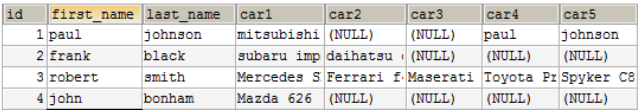 id first_name last_name car1 car2 car3 car4 car5
1 paul johnson mitsubishi (NULL) (NULL) paul johnson
2 frank black subaru imp daihatsu (NULL) (NULL) (NULL)
3 robert smith Mercedes S Ferrari f Maserati Toyota Pr Spyker C8
4 john bonham Mazda 626 (NULL) (NULL) (NULL) (NULL)